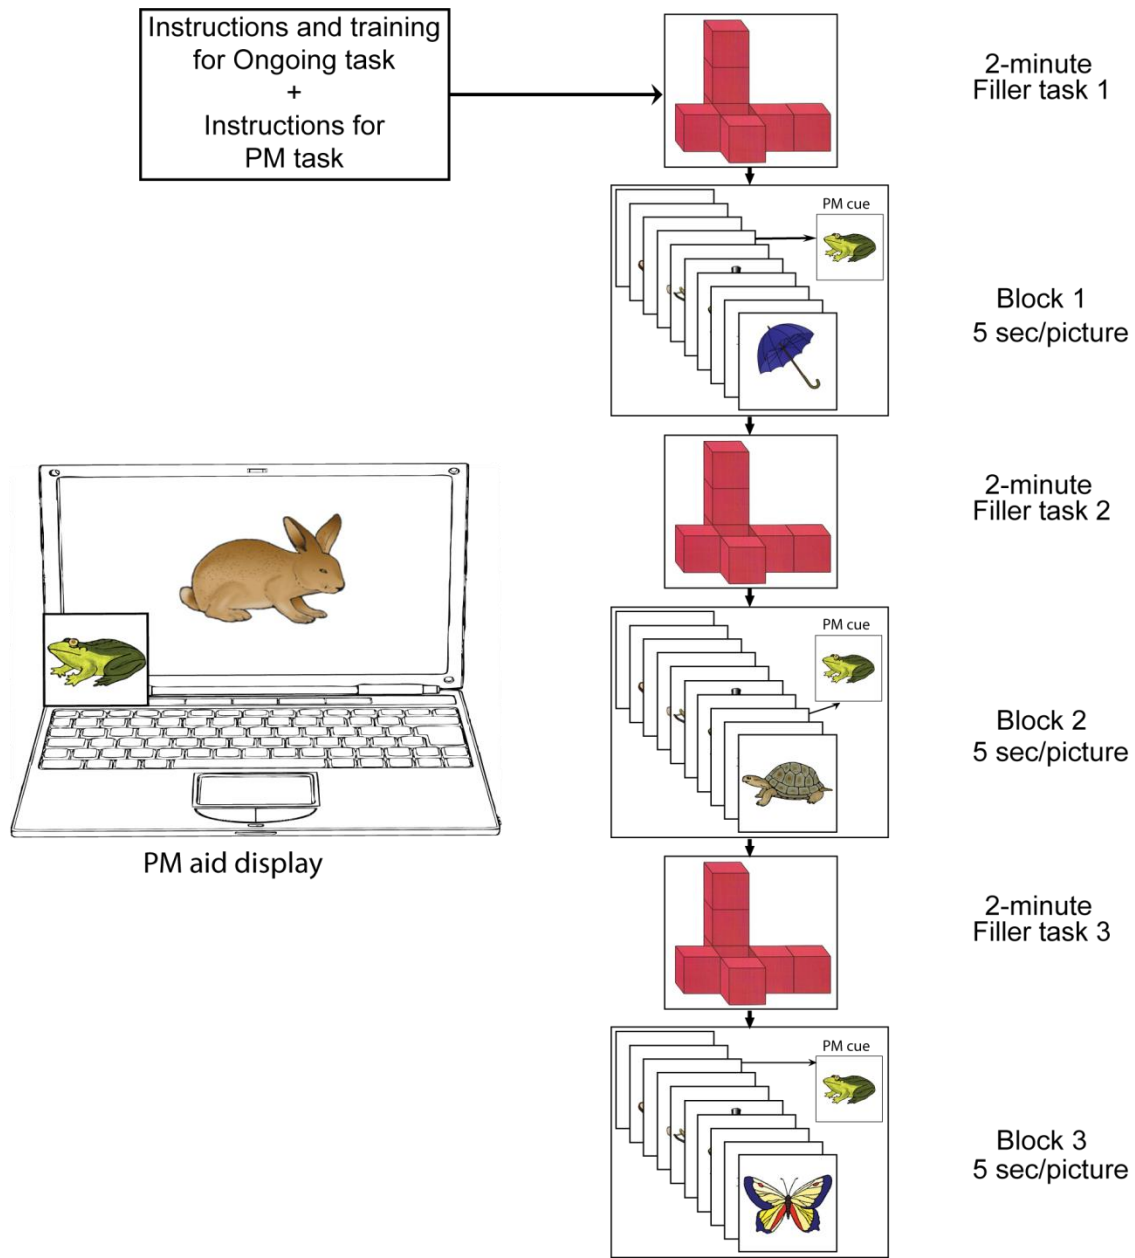 Instructions and training
for Ongoing task
+
Instructions for
PM task
2-minute
Filler task 1
PM cue
Block 1
5 sec/picture
2-minute
Filler task 2
PM cue
Block 2
5 sec/picture
PM aid display
2-minute
Filler task 3
PM cue
Block 3
5 sec/picture